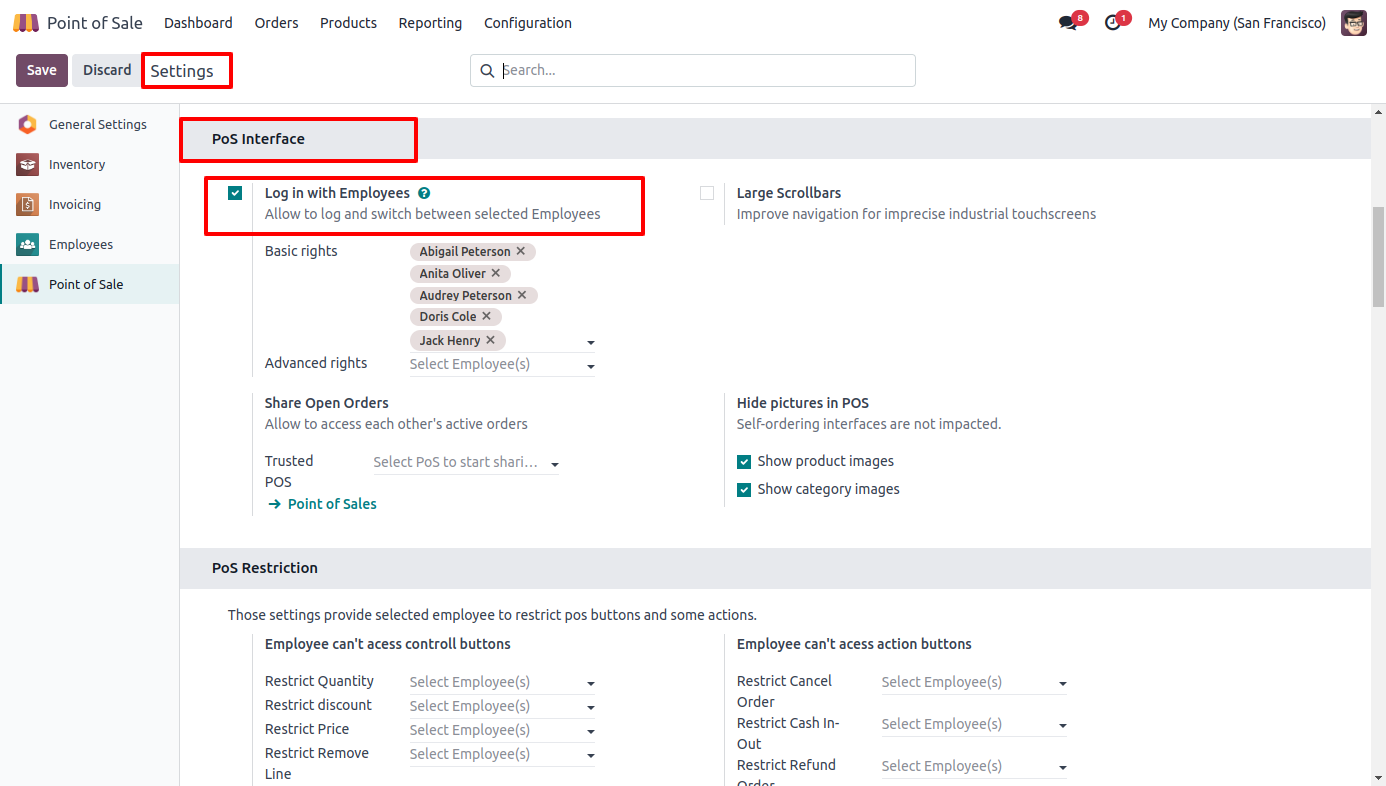 Point of Sale Dashboard Orders Products Reporting Configuration 8 1 My Company (San Francisco)
Save Discard Settings Search...
General Settings
Inventory
Invoicing
Employees
Point of Sale
PoS Interface
Log in with Employees ?
Allow to log and switch between selected Employees
Large Scrollbars
Improve navigation for imprecise industrial touchscreens
Basic rights Abigail Peterson ✕
Anita Oliver ✕
Audrey Peterson ✕
Doris Cole ✕
Jack Henry ✕
Advanced rights Select Employee(s)
Share Open Orders
Allow to access each other's active orders
Trusted POS Select PoS to start shari...
→ Point of Sales
Hide pictures in POS
Self-ordering interfaces are not impacted.
Show product images
Show category images
PoS Restriction
Those settings provide selected employee to restrict pos buttons and some actions.
Employee can't acess controll buttons
Restrict Quantity Select Employee(s)
Restrict discount Select Employee(s)
Restrict Price Select Employee(s)
Restrict Remove Line Select Employee(s)
Employee can't acess action buttons
Restrict Cancel Order Select Employee(s)
Restrict Cash In-Out Select Employee(s)
Restrict Refund Order Select Employee(s)